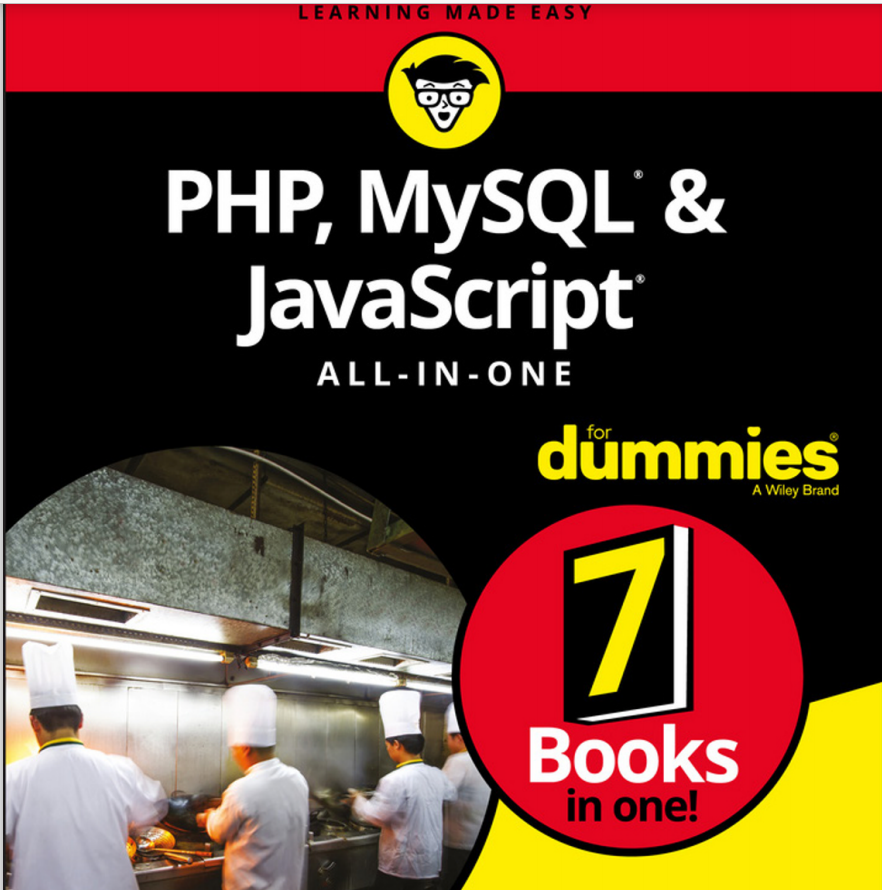 LEARNING MADE EASY
PHP, MySQL® &
JavaScript®
ALL-IN-ONE
for
dummies®
A Wiley Brand
7
Books
in one!